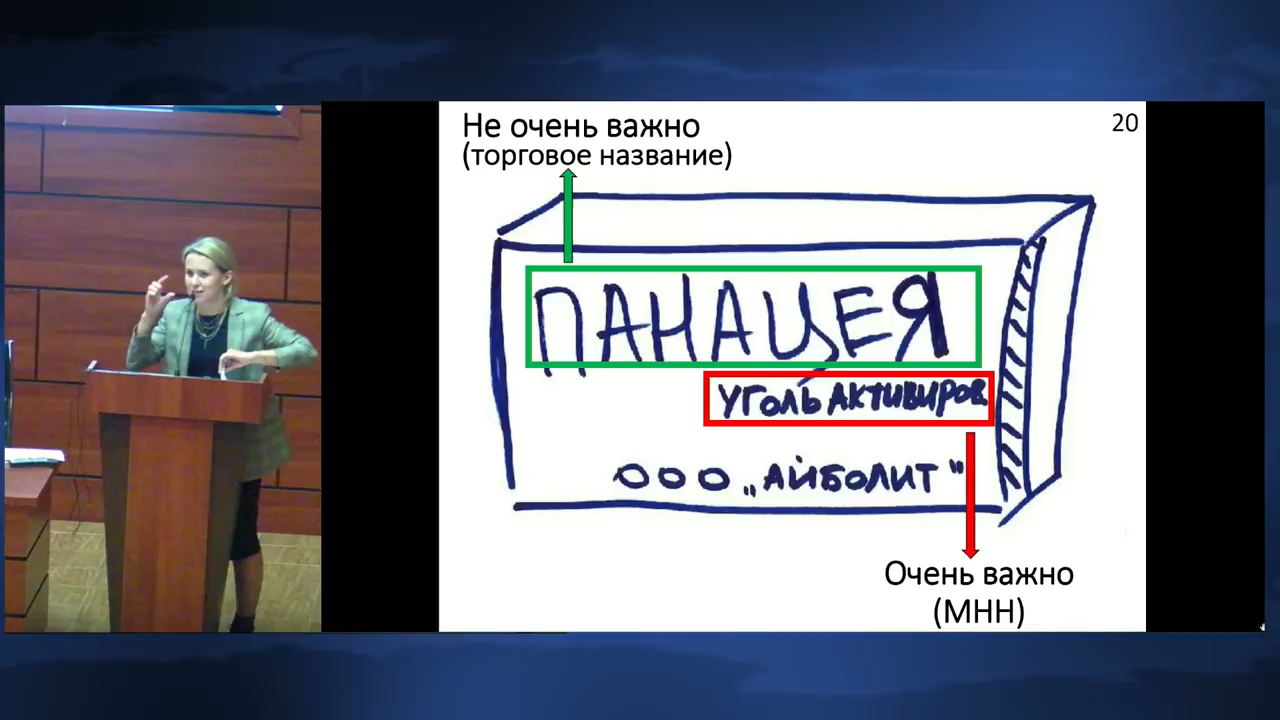 Не очень важно
(торговое название)
20
ПАНАЦЕЯ
УГОЛЬ АКТИВИРОВ.
ООО „АЙБОЛИТ"
Очень важно
(МНН)